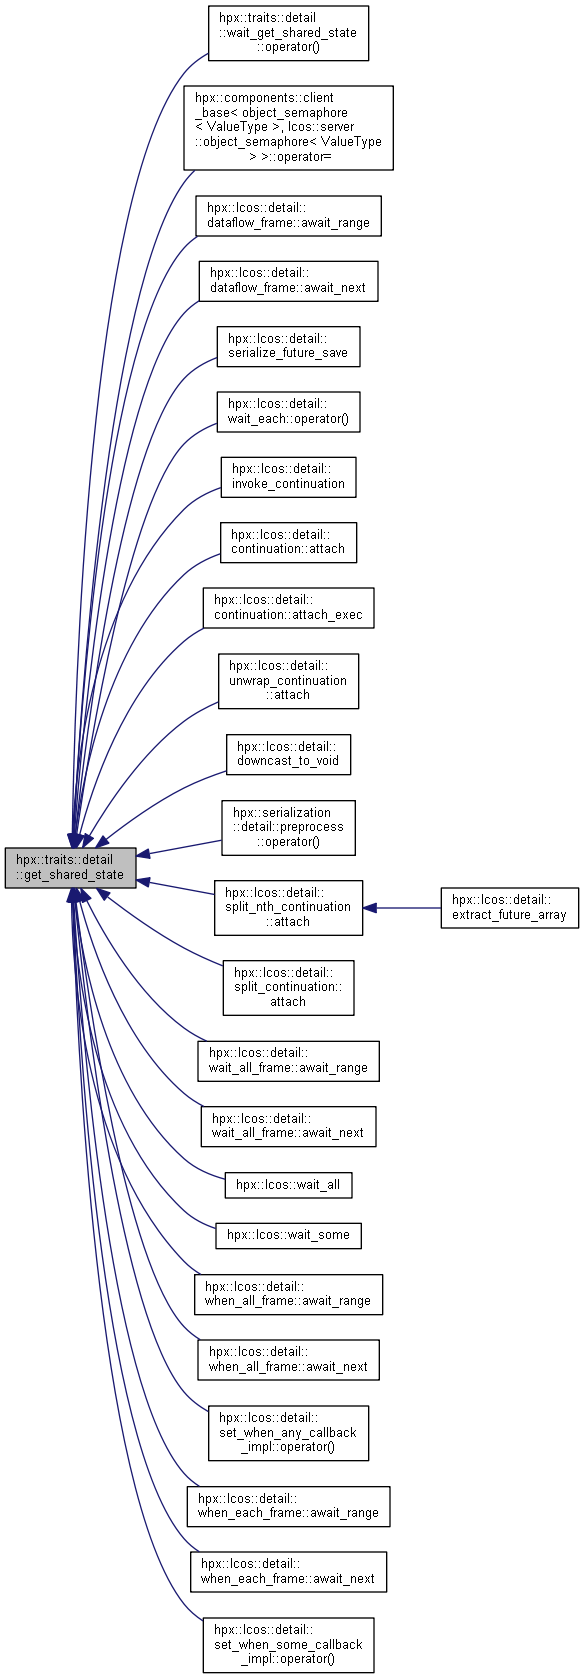 hpx::traits::detail
::wait_get_shared_state
::operator()
hpx::components::client
_base< object_semaphore
< ValueType >, lcos::server
::object_semaphore< ValueType
> >::operator=
hpx::lcos::detail::
dataflow_frame::await_range
hpx::lcos::detail::
dataflow_frame::await_next
hpx::lcos::detail::
serialize_future_save
hpx::lcos::detail::
wait_each::operator()
hpx::lcos::detail::
invoke_continuation
hpx::lcos::detail::
continuation::attach
hpx::lcos::detail::
continuation::attach_exec
hpx::lcos::detail::
unwrap_continuation
::attach
hpx::lcos::detail::
downcast_to_void
hpx::serialization
::detail::preprocess
::operator()
hpx::traits::detail
::get_shared_state
hpx::lcos::detail::
split_nth_continuation
::attach
hpx::lcos::detail::
extract_future_array
hpx::lcos::detail::
split_continuation::
attach
hpx::lcos::detail::
wait_all_frame::await_range
hpx::lcos::detail::
wait_all_frame::await_next
hpx::lcos::wait_all
hpx::lcos::wait_some
hpx::lcos::detail::
when_all_frame::await_range
hpx::lcos::detail::
when_all_frame::await_next
hpx::lcos::detail::
set_when_any_callback
_impl::operator()
hpx::lcos::detail::
when_each_frame::await_range
hpx::lcos::detail::
when_each_frame::await_next
hpx::lcos::detail::
set_when_some_callback
_impl::operator()